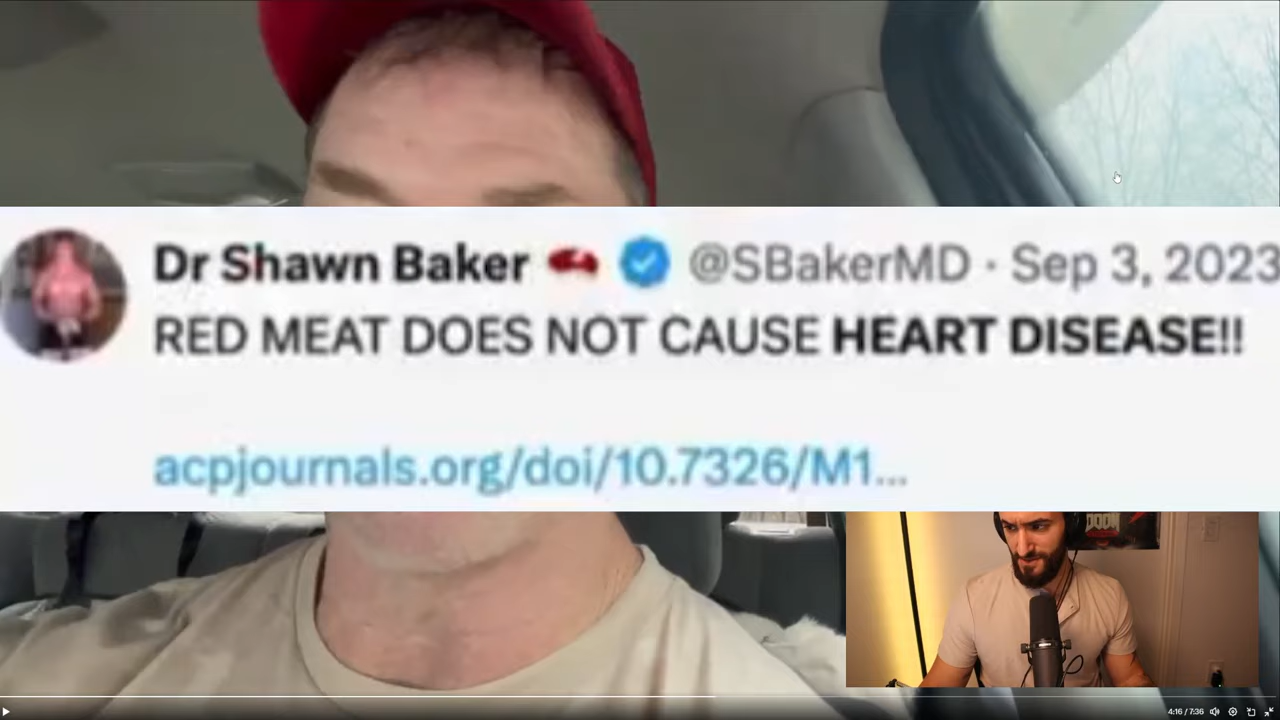 Dr Shawn Baker 🥩 @SBakerMD · Sep 3, 2023
RED MEAT DOES NOT CAUSE HEART DISEASE!!
acpjournals.org/doi/10.7326/M1...
DOOM
4:16 / 7:36